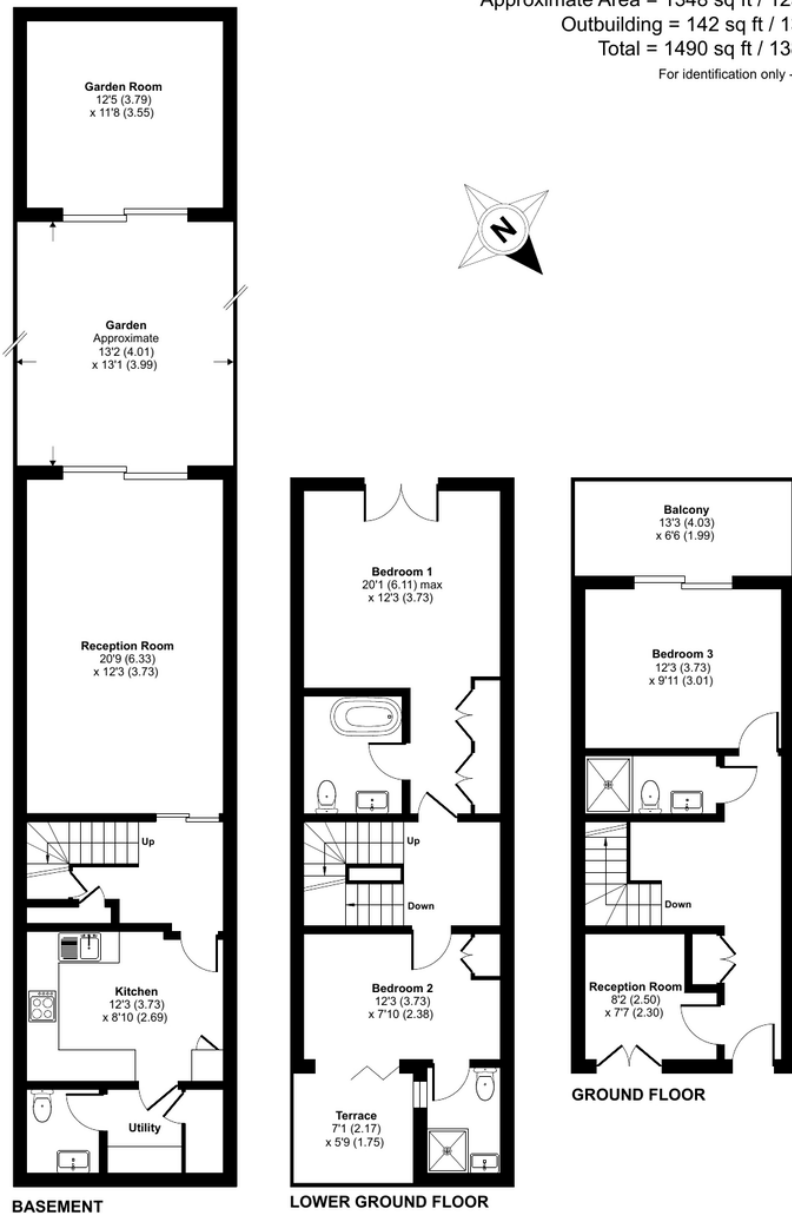 Approximate Area = 1348 sq ft
Outbuilding = 142 sq ft
Total = 1490 sq ft
For identification only -
Garden Room
12'5 (3.79)
x 11'8 (3.55)
N
Garden
Approximate
13'2 (4.01)
x 13'1 (3.99)
Reception Room
20'9 (6.33)
x 12'3 (3.73)
Up
Kitchen
12'3 (3.73)
x 8'10 (2.69)
Utility
BASEMENT
Bedroom 1
20'1 (6.11) max
x 12'3 (3.73)
Up
Down
Bedroom 2
12'3 (3.73)
x 7'10 (2.38)
Terrace
7'1 (2.17)
x 5'9 (1.75)
LOWER GROUND FLOOR
Balcony
13'3 (4.03)
x 6'6 (1.99)
Bedroom 3
12'3 (3.73)
x 9'11 (3.01)
Down
Reception Room
8'2 (2.50)
x 7'7 (2.30)
GROUND FLOOR